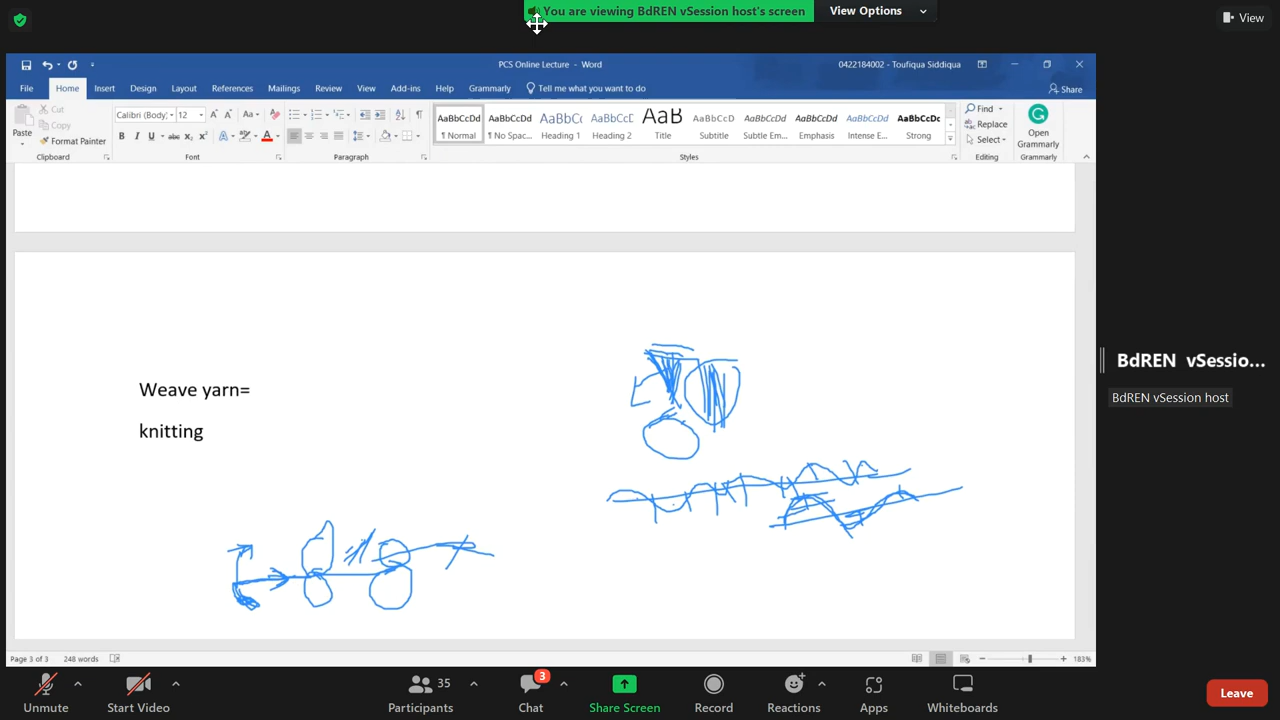 You are viewing BdREN vSession host's screen
View Options
View
PCS Online Lecture - Word
0422184002 - Toufiqua Siddiqua
File Home Insert Design Layout References Mailings Review View Add-ins Help Grammarly Tell me what you want to do
Share
Paste
Cut
Copy
Format Painter
Clipboard
Calibri (Body) 12
Font
Paragraph
AaBbCcDd AaBbCcDd AaBbC AaBbCcE AaB AaBbCcD AaBbCcDd AaBbCcDd AaBbCcDd AaBbCcDc
¶ Normal ¶ No Spac... Heading 1 Heading 2 Title Subtitle Subtle Em... Emphasis Intense E... Strong
Styles
Find
Replace
Select
Editing
Open Grammarly
Grammarly
Weave yarn=
knitting
BdREN vSessio...
BdREN vSession host
Page 3 of 3 248 words
183%
35
3
Unmute Start Video Participants Chat Share Screen Record Reactions Apps Whiteboards Leave